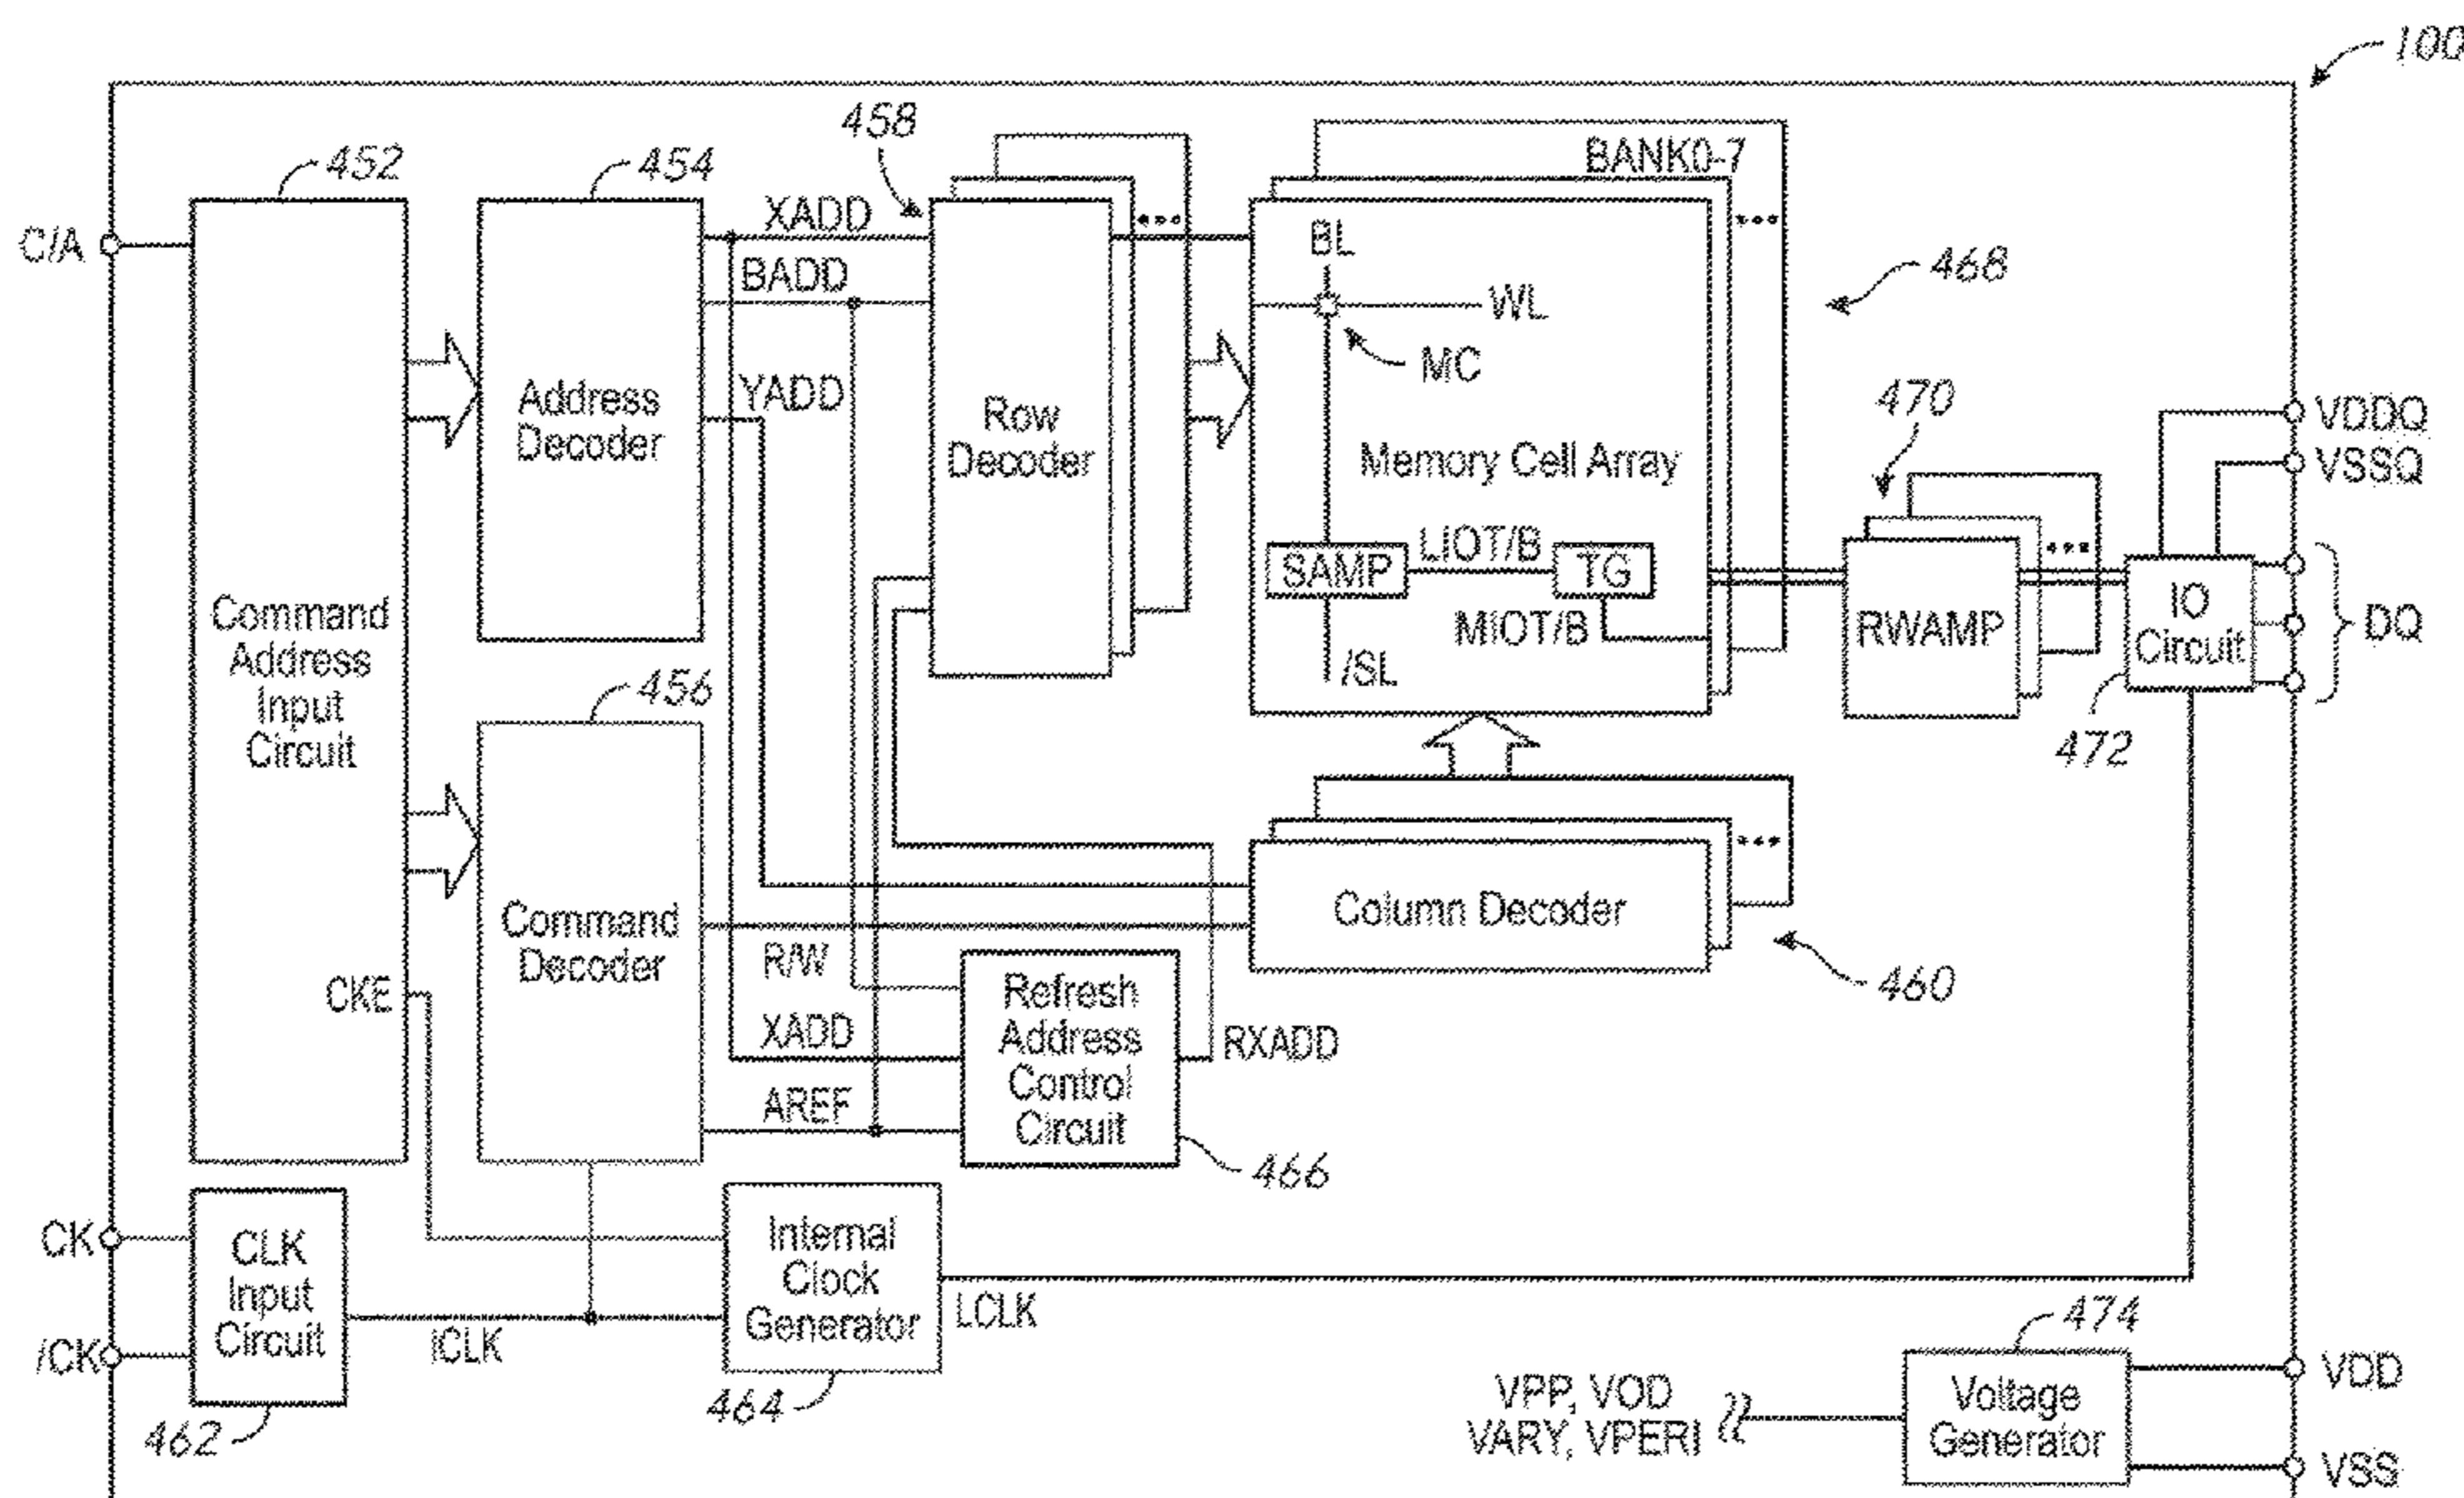 100
458
BANK0-7
452
454
XADD
C/A
BL
BADD
468
WL
MC
YADD
470
Address
Decoder
Row
Decoder
VDDQ
Memory Cell Array
VSSQ
LIOT/B
SAMP
TG
Command
Address
Input
Circuit
MIOT/B
RWAMP
IO
Circuit
DQ
/SL
456
472
Command
Decoder
Column Decoder
R/W
CKE
460
Refresh
Address
Control
Circuit
XADD
RXADD
AREF
466
CK
CLK
Input
Circuit
Internal
Clock
Generator
/CK
ICLK
LCLK
474
462
464
VPP, VOD
VARY, VPERI
Voltage
Generator
VDD
VSS